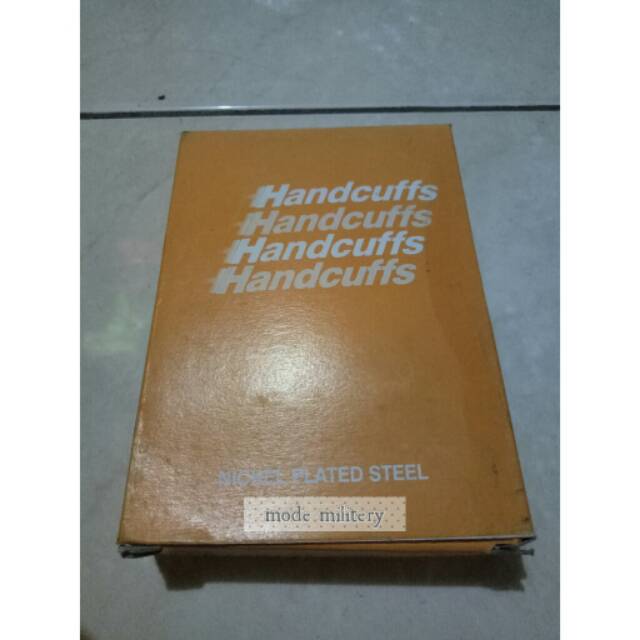 Handcuffs
Handcuffs
Handcuffs
Handcuffs
NICKEL PLATED STEEL
mode militery